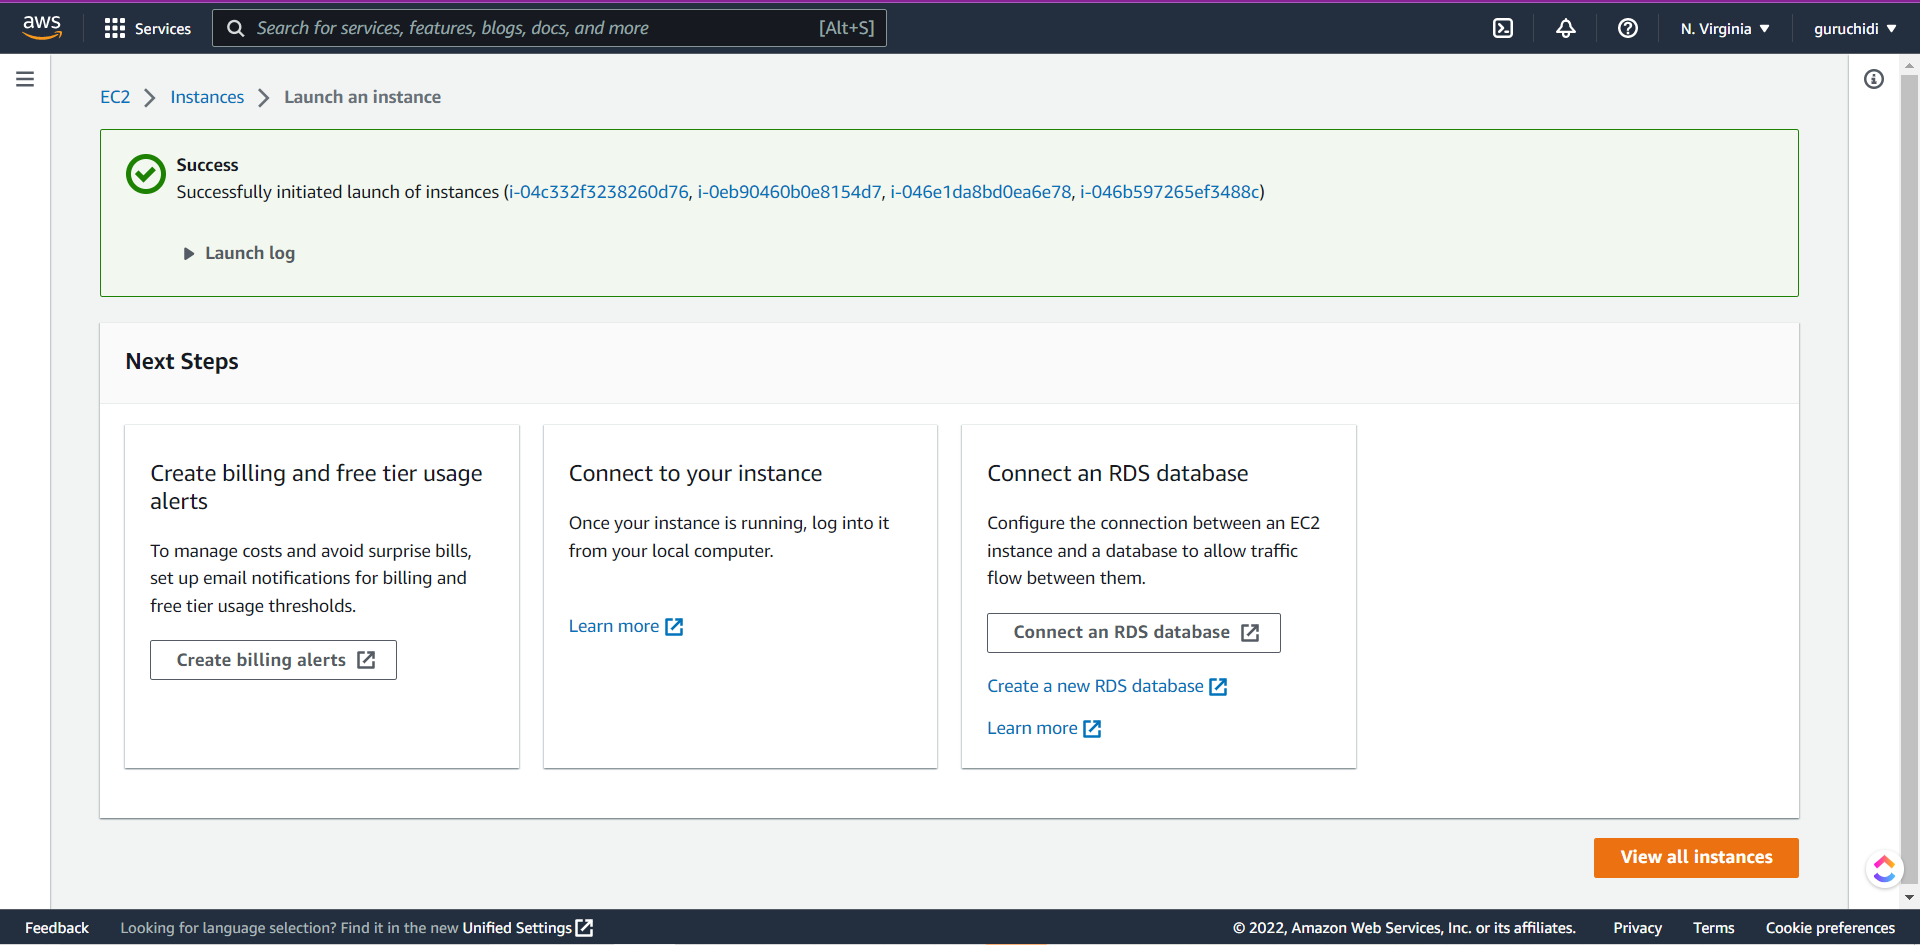 aws
Services
Search for services, features, blogs, docs, and more [Alt+S]
N. Virginia
guruchidi
EC2 Instances Launch an instance
Success
Successfully initiated launch of instances (i-04c332f3238260d76, i-0eb90460b0e8154d7, i-046e1da8bd0ea6e78, i-046b597265ef3488c)
Launch log
Next Steps
Create billing and free tier usage
alerts
To manage costs and avoid surprise bills,
set up email notifications for billing and
free tier usage thresholds.
Create billing alerts
Connect to your instance
Once your instance is running, log into it
from your local computer.
Learn more
Connect an RDS database
Configure the connection between an EC2
instance and a database to allow traffic
flow between them.
Connect an RDS database
Create a new RDS database
Learn more
View all instances
Feedback
Looking for language selection? Find it in the new Unified Settings
© 2022, Amazon Web Services, Inc. or its affiliates.
Privacy
Terms
Cookie preferences